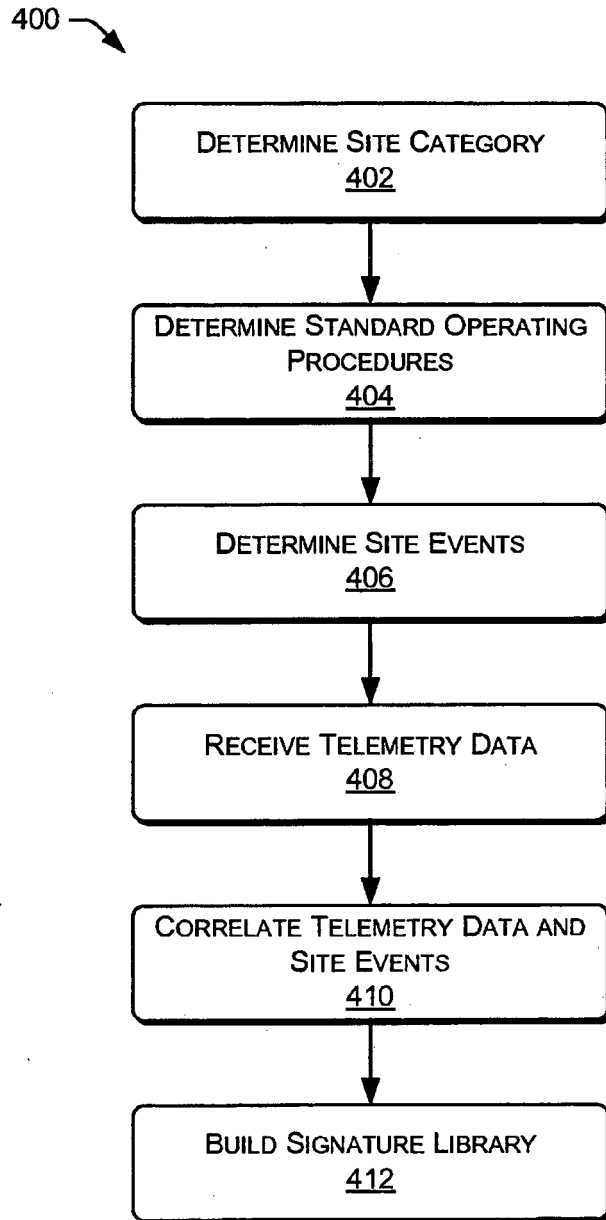 400
DETERMINE SITE CATEGORY
402
DETERMINE STANDARD OPERATING
PROCEDURES
404
DETERMINE SITE EVENTS
406
RECEIVE TELEMETRY DATA
408
CORRELATE TELEMETRY DATA AND
SITE EVENTS
410
BUILD SIGNATURE LIBRARY
412